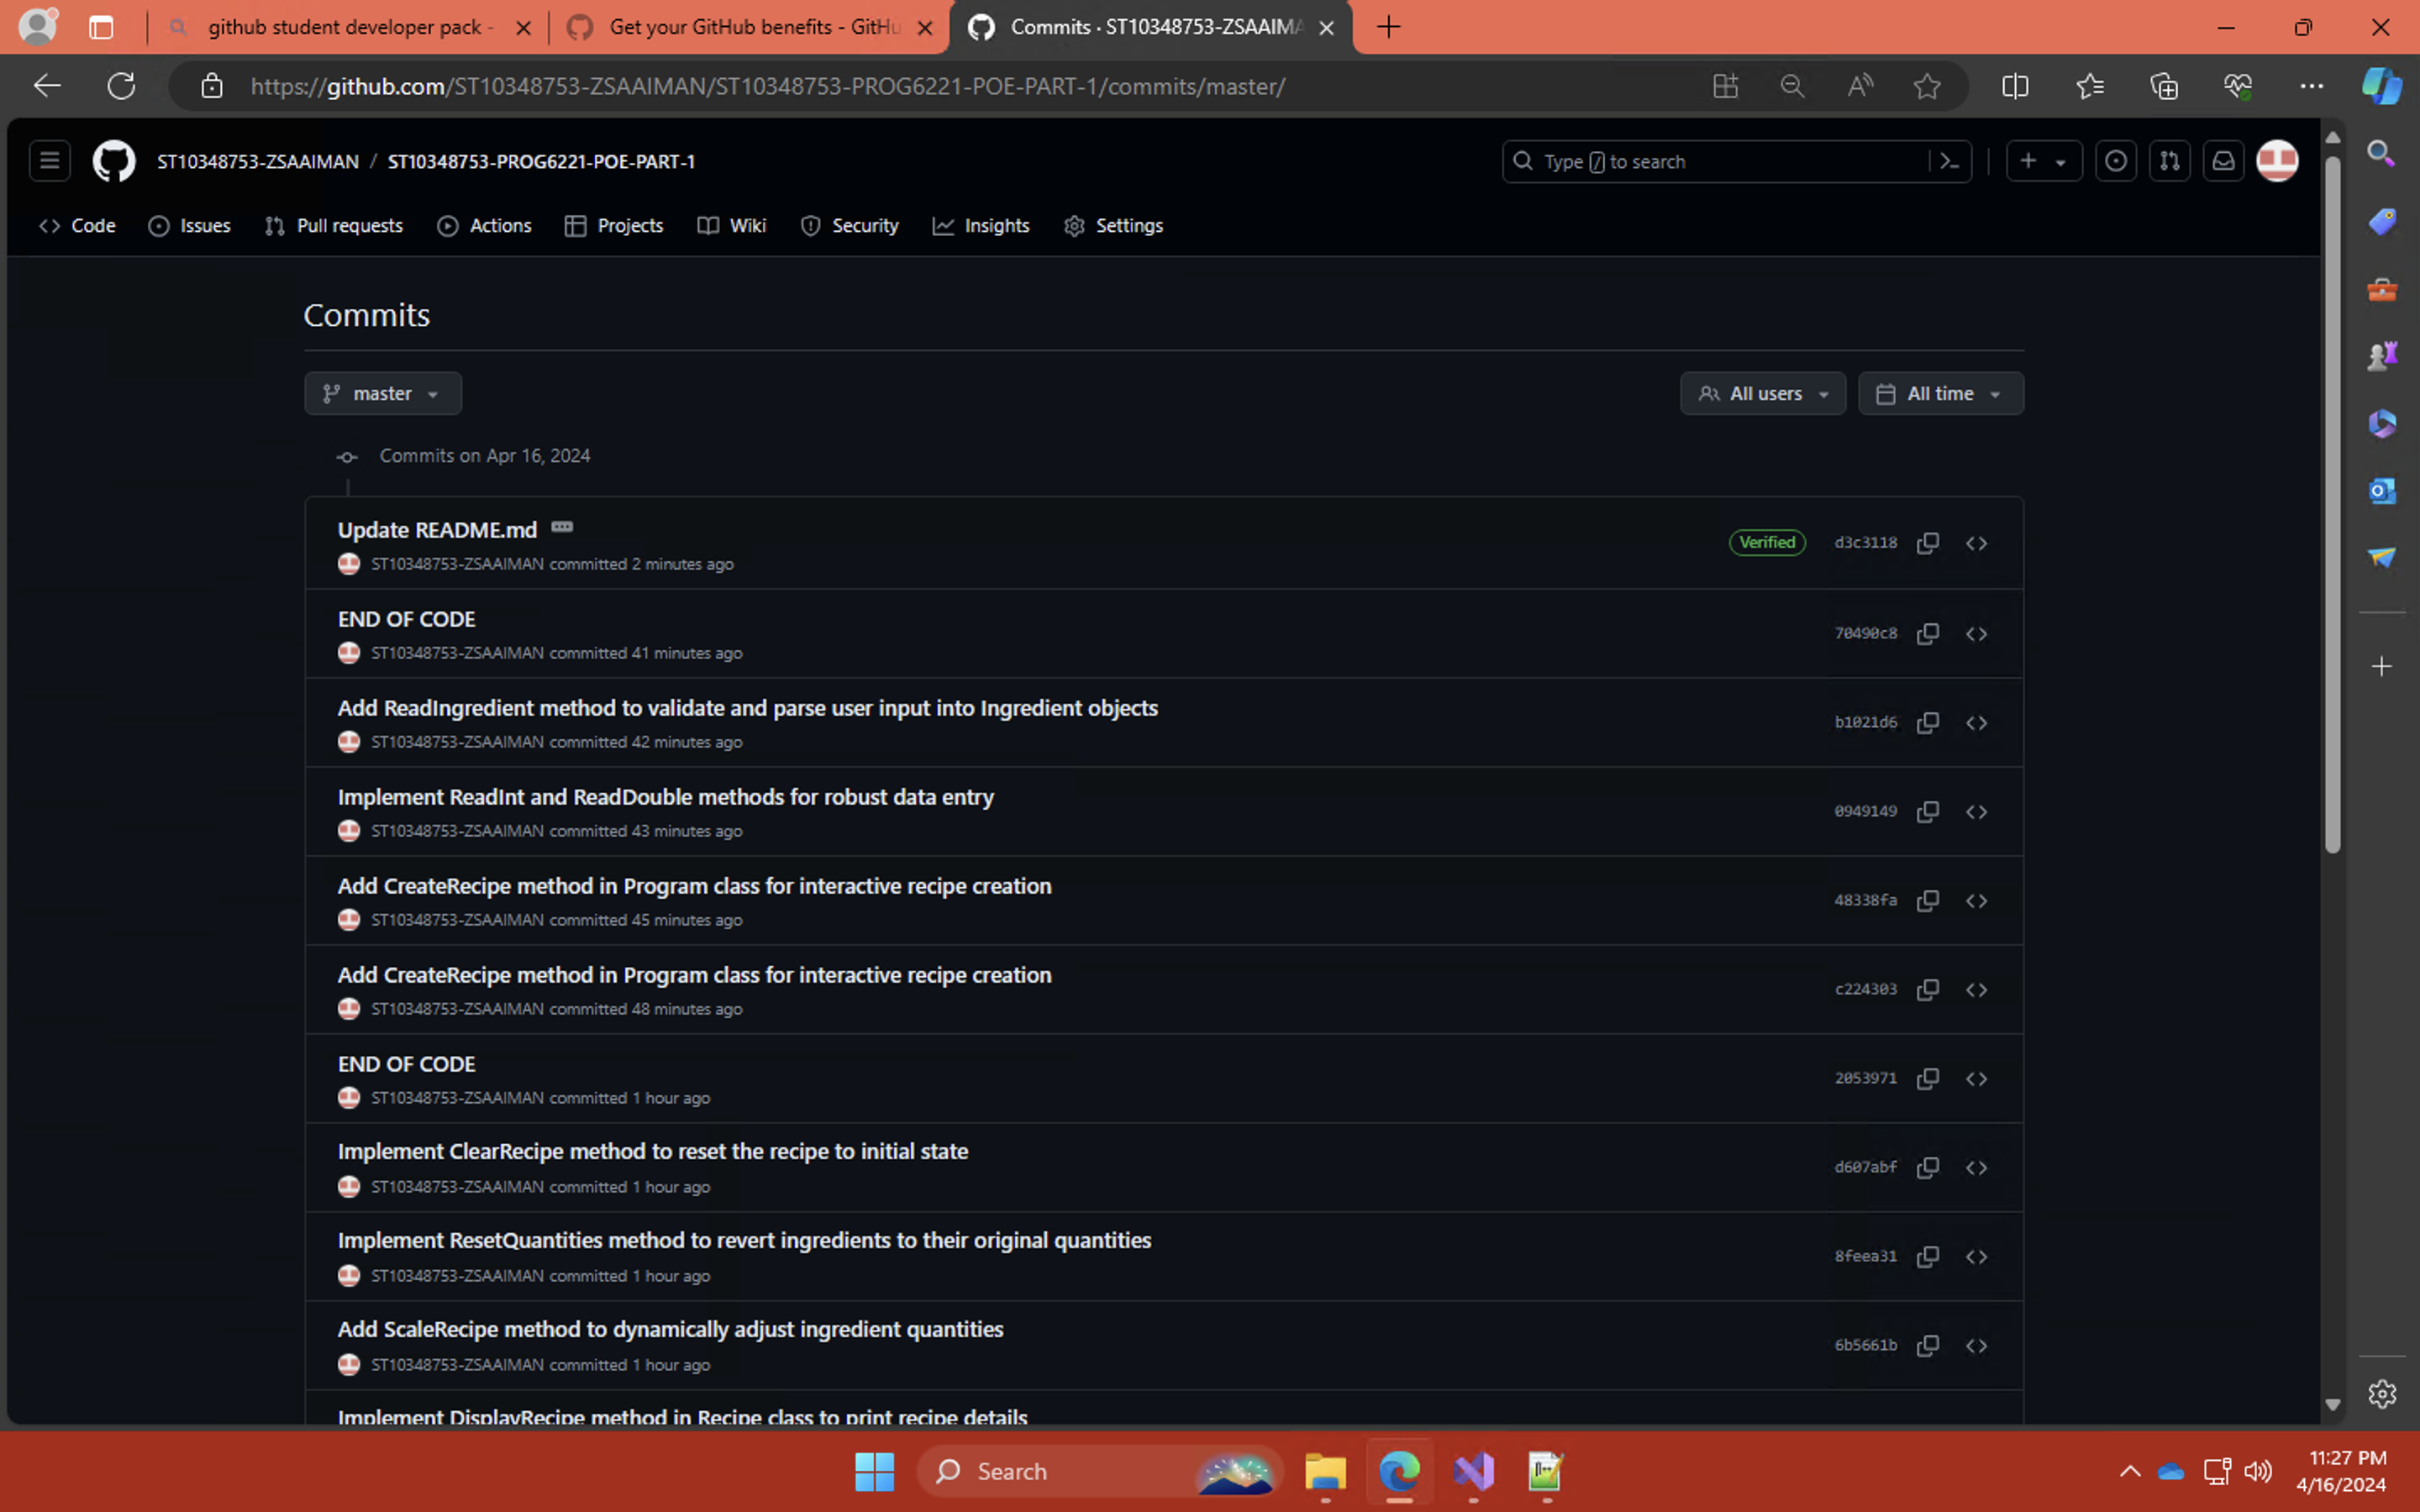 github student developer pack -
Get your GitHub benefits - GitHu
Commits · ST10348753-ZSAAIMA
https://github.com/ST10348753-ZSAAIMAN/ST10348753-PROG6221-POE-PART-1/commits/master/
ST10348753-ZSAAIMAN / ST10348753-PROG6221-POE-PART-1
Type / to search
Code Issues Pull requests Actions Projects Wiki Security Insights Settings
Commits
master
All users All time
Commits on Apr 16, 2024
Update README.md
Verified d3c3118
ST10348753-ZSAAIMAN committed 2 minutes ago
END OF CODE
70490c8
ST10348753-ZSAAIMAN committed 41 minutes ago
Add ReadIngredient method to validate and parse user input into Ingredient objects
b1021d6
ST10348753-ZSAAIMAN committed 42 minutes ago
Implement ReadInt and ReadDouble methods for robust data entry
0949149
ST10348753-ZSAAIMAN committed 43 minutes ago
Add CreateRecipe method in Program class for interactive recipe creation
48338fa
ST10348753-ZSAAIMAN committed 45 minutes ago
Add CreateRecipe method in Program class for interactive recipe creation
c224303
ST10348753-ZSAAIMAN committed 48 minutes ago
END OF CODE
2053971
ST10348753-ZSAAIMAN committed 1 hour ago
Implement ClearRecipe method to reset the recipe to initial state
d607abf
ST10348753-ZSAAIMAN committed 1 hour ago
Implement ResetQuantities method to revert ingredients to their original quantities
8feea31
ST10348753-ZSAAIMAN committed 1 hour ago
Add ScaleRecipe method to dynamically adjust ingredient quantities
6b5661b
ST10348753-ZSAAIMAN committed 1 hour ago
Implement DisplayRecipe method in Recipe class to print recipe details
Search
11:27 PM
4/16/2024